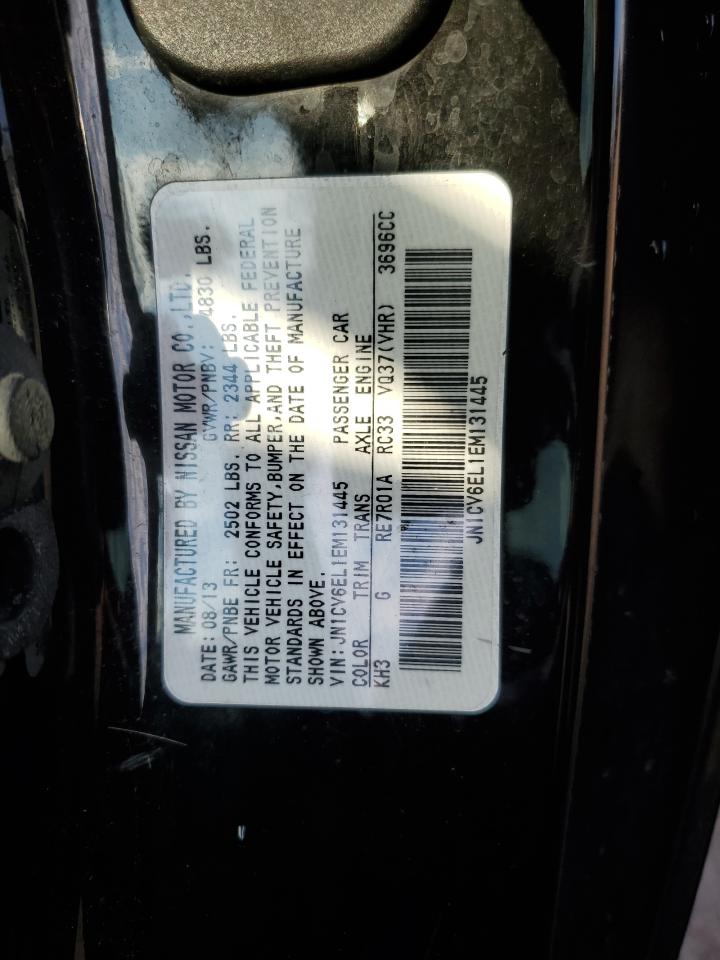 MANUFACTURED BY NISSAN MOTOR CO.,LTD.
DATE: 08/13 GVWR/PNBV: 4830 LBS.
GAWR/PNBE FR: 2502 LBS. RR: 2344 LBS.
THIS VEHICLE CONFORMS TO ALL APPLICABLE FEDERAL
MOTOR VEHICLE SAFETY,BUMPER,AND THEFT PREVENTION
STANDARDS IN EFFECT ON THE DATE OF MANUFACTURE
SHOWN ABOVE.
VIN:JN1CV6EL1EM131445 PASSENGER CAR
COLOR TRIM TRANS AXLE ENGINE
KH3 G RE7R01A RC33 VQ37(VHR) 3696CC
JN1CV6EL1EM131445